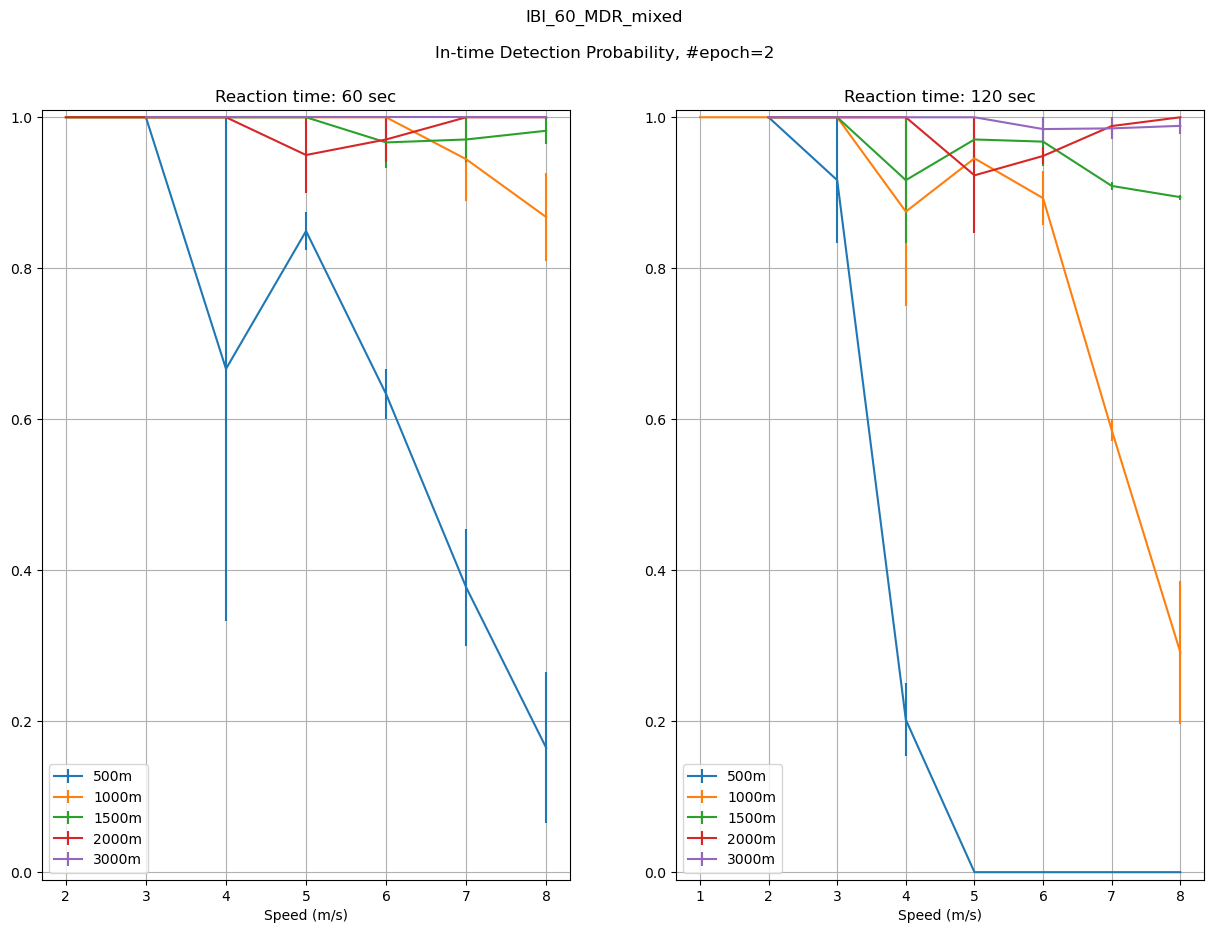 IBI_60_MDR_mixed
In-time Detection Probability, #epoch=2
Reaction time: 60 sec
1.0
0.8
0.6
0.4
0.2
0.0
500m
1000m
1500m
2000m
3000m
2 3 4 5 6 7 8
Speed (m/s)
Reaction time: 120 sec
1.0
0.8
0.6
0.4
0.2
0.0
500m
1000m
1500m
2000m
3000m
1 2 3 4 5 6 7 8
Speed (m/s)